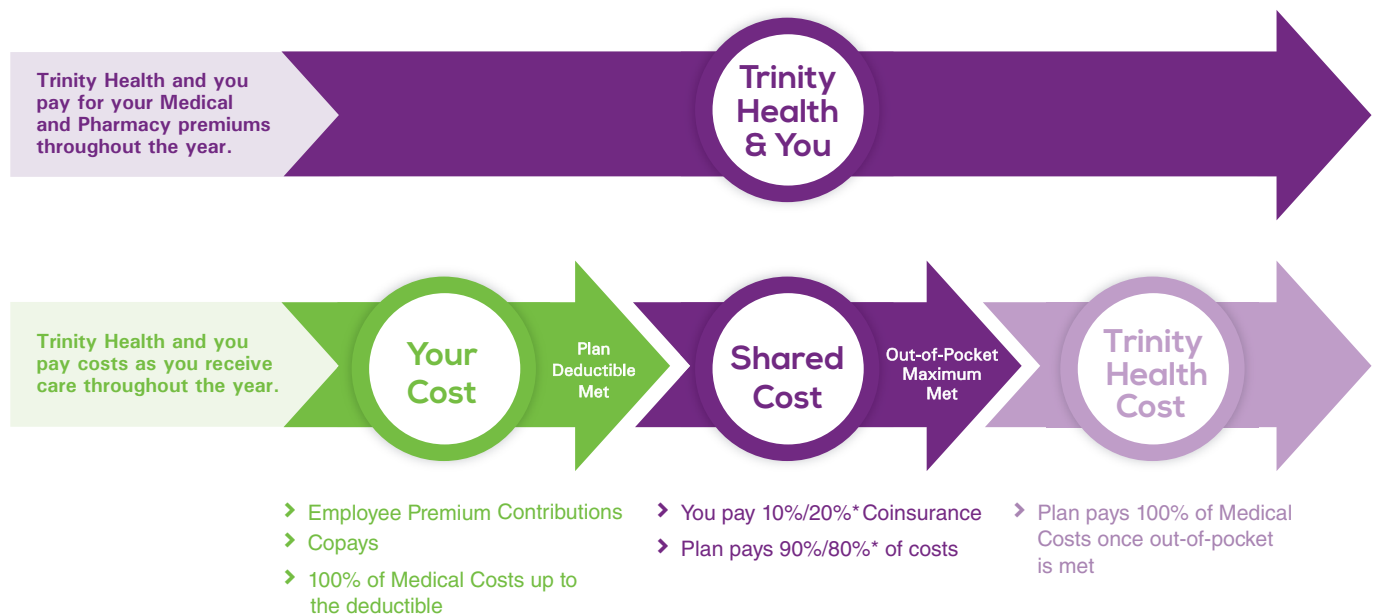 Trinity Health and you
pay for your Medical
and Pharmacy premiums
throughout the year.
Trinity
Health
& You
Trinity Health and you
pay costs as you receive
care throughout the year.
Your
Cost
Plan
Deductible
Met
Shared
Cost
Out-of-Pocket
Maximum
Met
Trinity
Health
Cost
Employee Premium Contributions
Copays
100% of Medical Costs up to
the deductible
You pay 10%/20%* Coinsurance
Plan pays 90%/80%* of costs
Plan pays 100% of Medical
Costs once out-of-pocket
is met